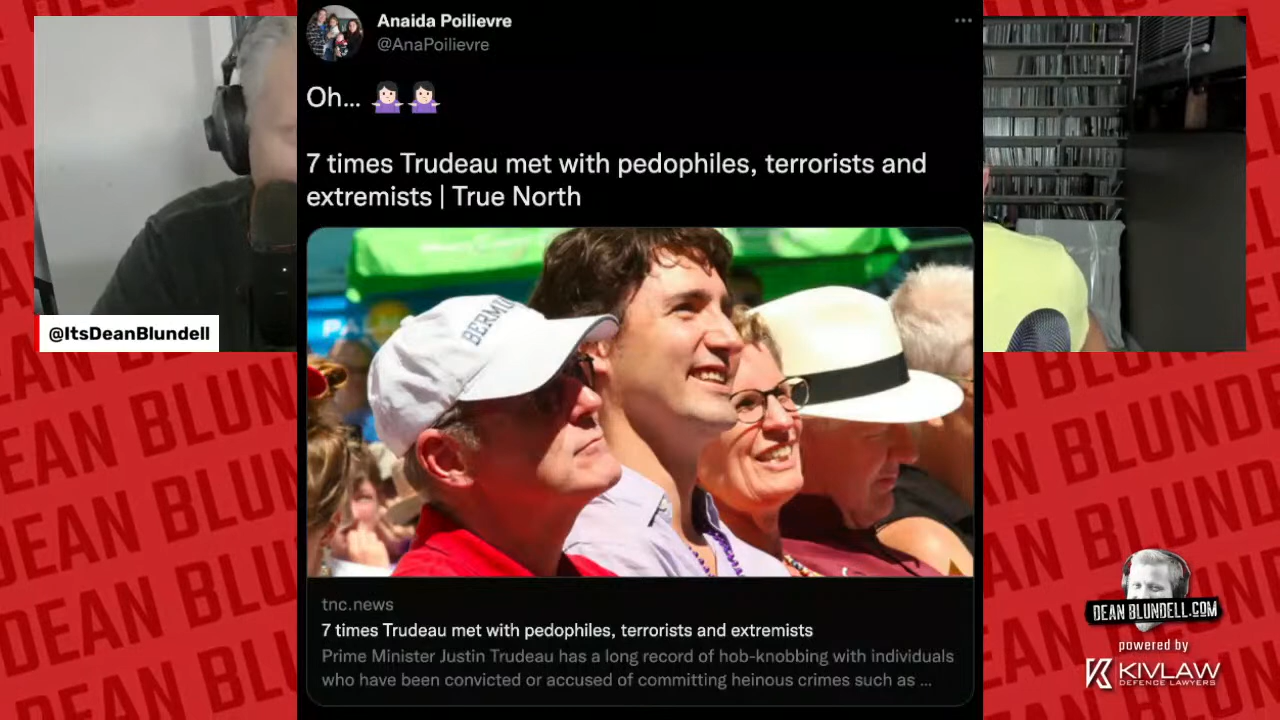 Anaida Poilievre
@AnaPoilievre
Oh... 🤷🏻‍♀️🤷🏻‍♀️
7 times Trudeau met with pedophiles, terrorists and
extremists | True North
@ItsDeanBlundell
tnc.news
7 times Trudeau met with pedophiles, terrorists and extremists
Prime Minister Justin Trudeau has a long record of hob-knobbing with individuals
who have been convicted or accused of committing heinous crimes such as ...
DEAN BLUNDELL.COM
powered by
KIVLAW
DEFENCE LAWYERS
DEAN BLUNDELL